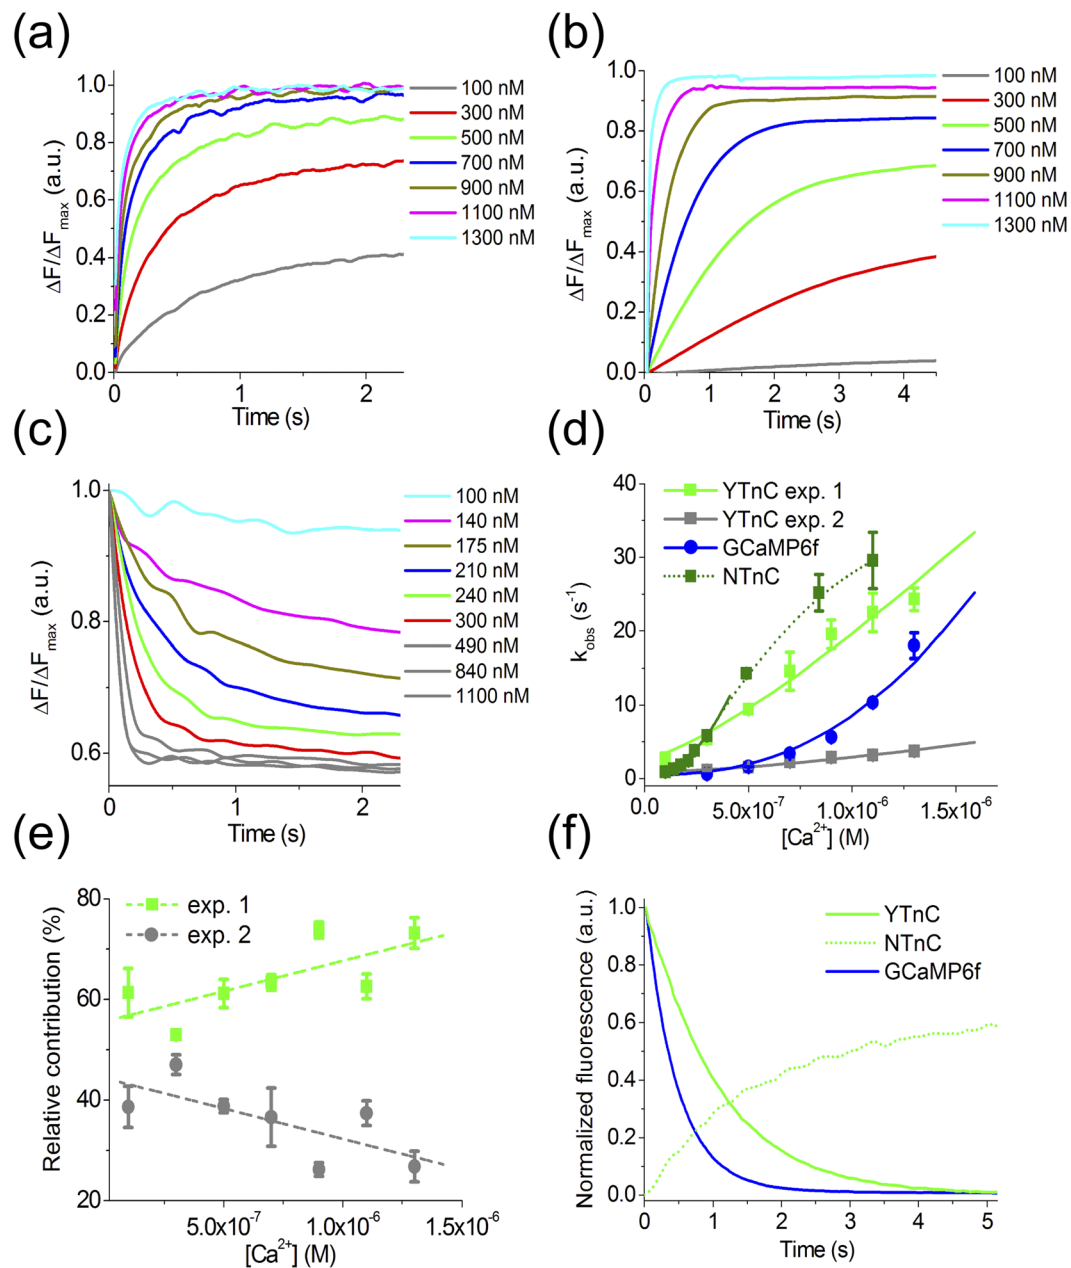 (a)
ΔF/ΔFmax (a.u.)
1.0
0.8
0.6
0.4
0.2
0.0
0
1
2
Time (s)
100 nM
300 nM
500 nM
700 nM
900 nM
1100 nM
1300 nM
(b)
ΔF/ΔFmax (a.u.)
1.0
0.8
0.6
0.4
0.2
0.0
0
1
2
3
4
Time (s)
100 nM
300 nM
500 nM
700 nM
900 nM
1100 nM
1300 nM
(c)
ΔF/ΔFmax (a.u.)
1.0
0.8
0.6
0
1
2
Time (s)
100 nM
140 nM
175 nM
210 nM
240 nM
300 nM
490 nM
840 nM
1100 nM
(d)
kobs (s⁻¹)
40
30
20
10
0
0.0
5.0x10⁻⁷
1.0x10⁻⁶
1.5x10⁻⁶
[Ca²⁺] (M)
YTnC exp. 1
YTnC exp. 2
GCaMP6f
NTnC
(e)
Relative contribution (%)
80
60
40
20
5.0x10⁻⁷
1.0x10⁻⁶
1.5x10⁻⁶
[Ca²⁺] (M)
exp. 1
exp. 2
(f)
Normalized fluorescence (a.u.)
1.0
0.8
0.6
0.4
0.2
0.0
0
1
2
3
4
5
Time (s)
YTnC
NTnC
GCaMP6f